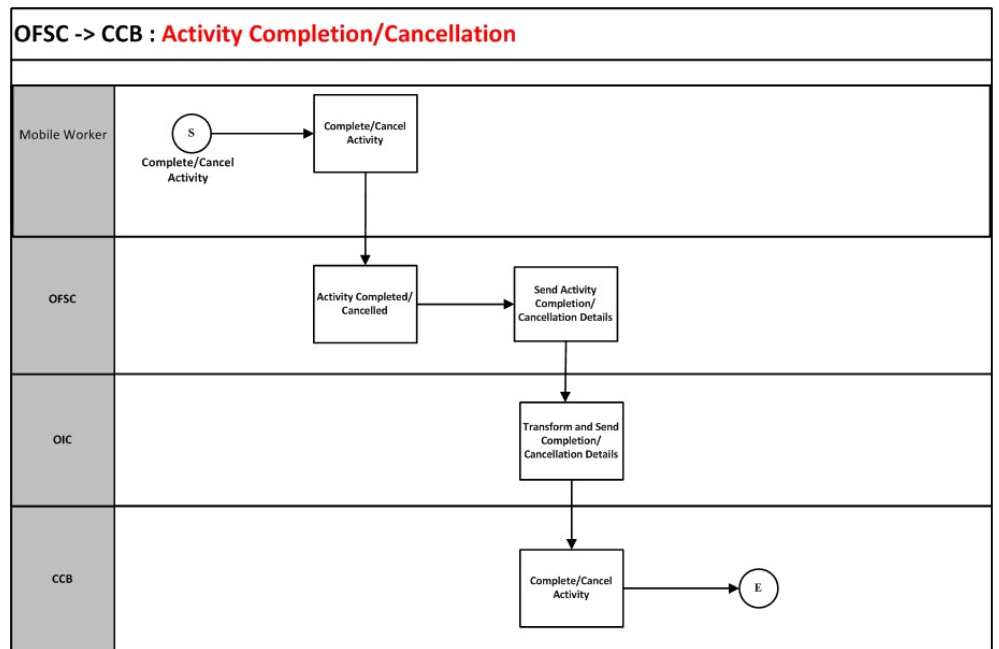 OFSC -> CCB : Activity Completion/Cancellation
Mobile Worker
S
Complete/Cancel
Activity
Complete/Cancel
Activity
OFSC
Activity Completed/
Cancelled
Send Activity
Completion/
Cancellation Details
OIC
Transform and Send
Completion/
Cancellation Details
CCB
Complete/Cancel
Activity
E